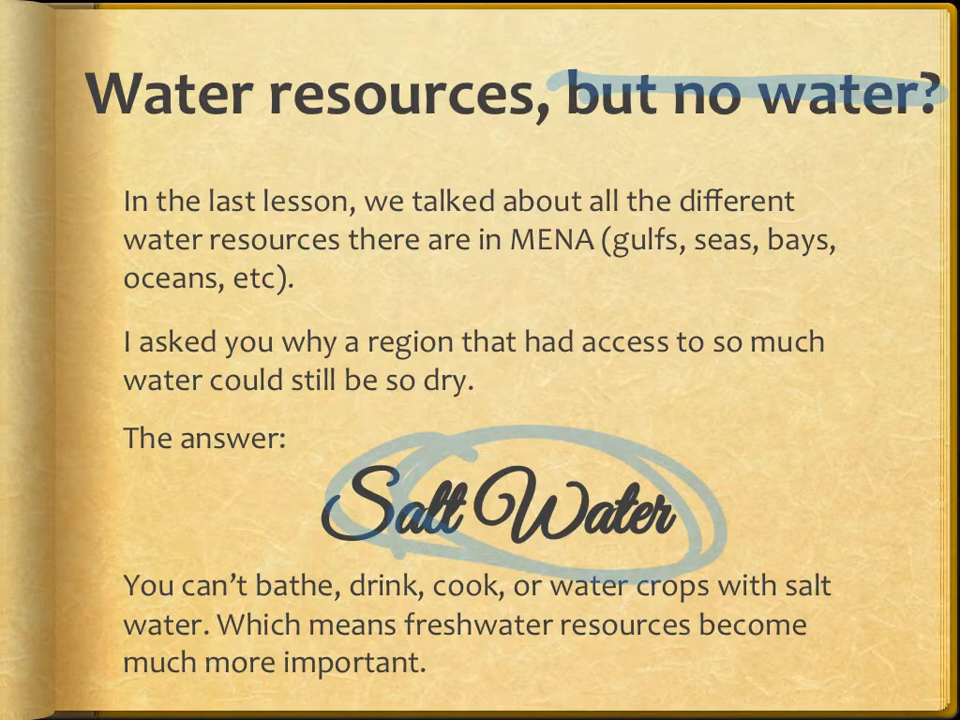 Water resources, but no water?
In the last lesson, we talked about all the different
water resources there are in MENA (gulfs, seas, bays,
oceans, etc).
I asked you why a region that had access to so much
water could still be so dry.
The answer:
Salt Water
You can’t bathe, drink, cook, or water crops with salt
water. Which means freshwater resources become
much more important.